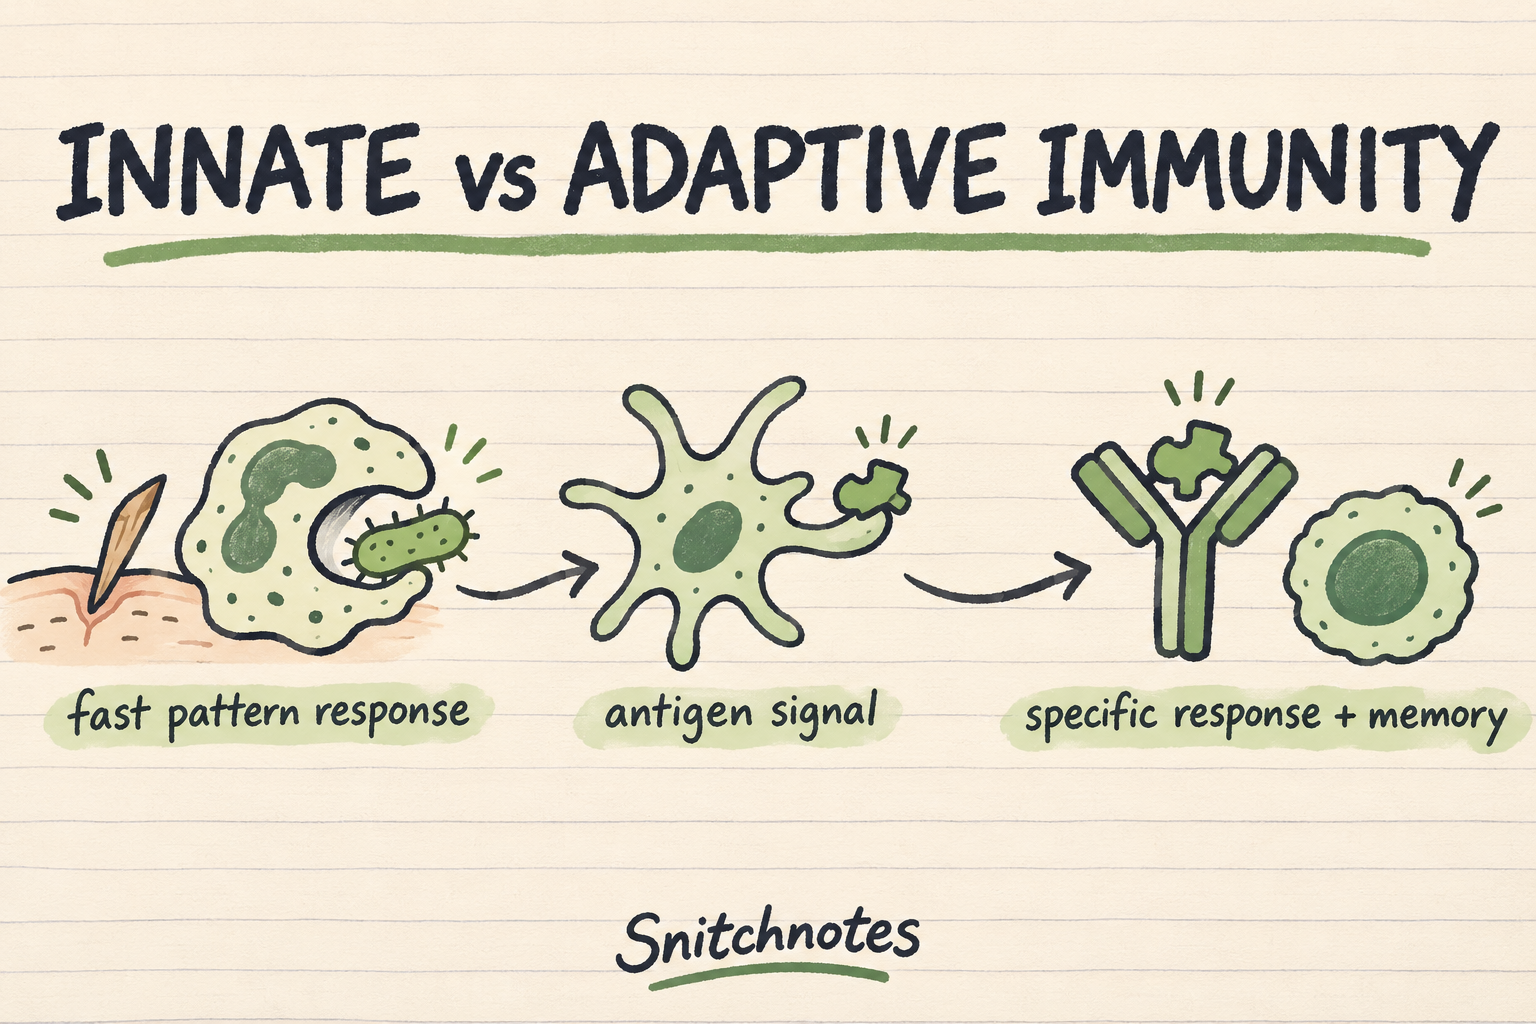 INNATE vs ADAPTIVE IMMUNITY
fast pattern response
antigen signal
specific response + memory
Snitchnotes